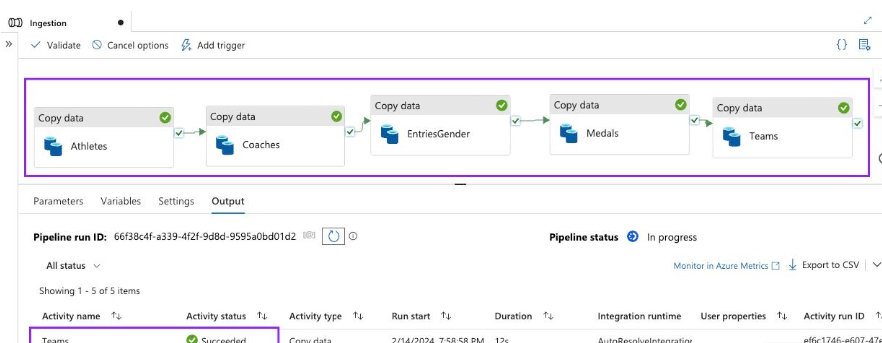 Ingestion
Validate Cancel options Add trigger
Copy data Copy data Copy data Copy data Copy data
Athletes Coaches EntriesGender Medals Teams
Parameters Variables Settings Output
Pipeline run ID: 66f38c4f-a339-4f2f-9d8d-9595a0bd01d2 Pipeline status In progress
All status Monitor in Azure Metrics Export to CSV
Showing 1 - 5 of 5 items
Activity name Activity status Activity type Run start Duration Integration runtime User properties Activity run ID
Teams Succeeded Copy data 2/14/2024, 7:58:58 PM 12s AutoResolveIntegration ef6c1746-e607-47e